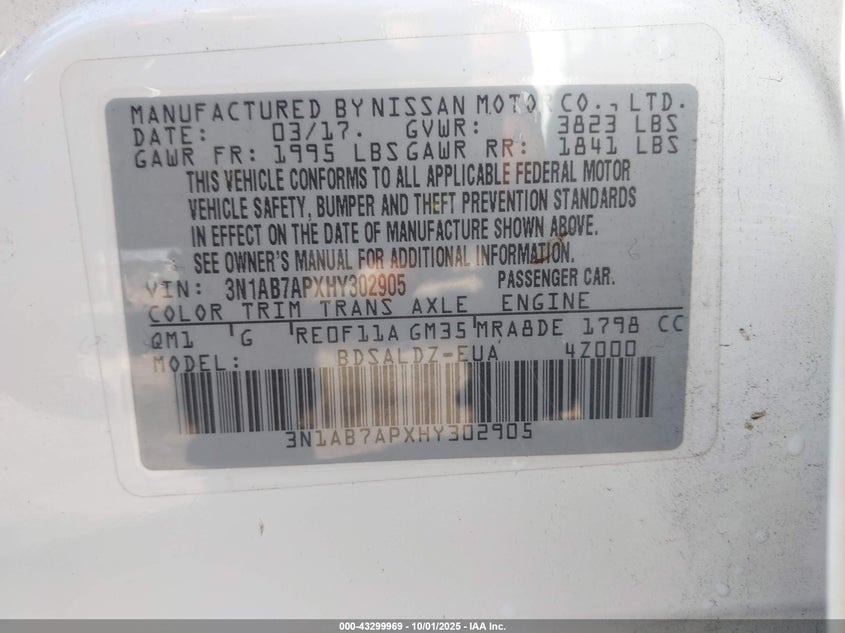 MANUFACTURED BY NISSAN MOTOR CO., LTD.
DATE: 03/17. GVWR: 3823 LBS
GAWR FR: 1995 LBS GAWR RR: 1841 LBS
THIS VEHICLE CONFORMS TO ALL APPLICABLE FEDERAL MOTOR
VEHICLE SAFETY, BUMPER AND THEFT PREVENTION STANDARDS
IN EFFECT ON THE DATE OF MANUFACTURE SHOWN ABOVE.
SEE OWNER'S MANUAL FOR ADDITIONAL INFORMATION.
VIN: 3N1AB7APXHY302905 PASSENGER CAR.
COLOR TRIM TRANS AXLE ENGINE
QM1 G RE0F11A GM35 MRA8DE 1798 CC
MODEL: BDSALDZ-EUA 4Z000
3N1AB7APXHY302905
000-43299969 - 10/01/2025 - IAA Inc.